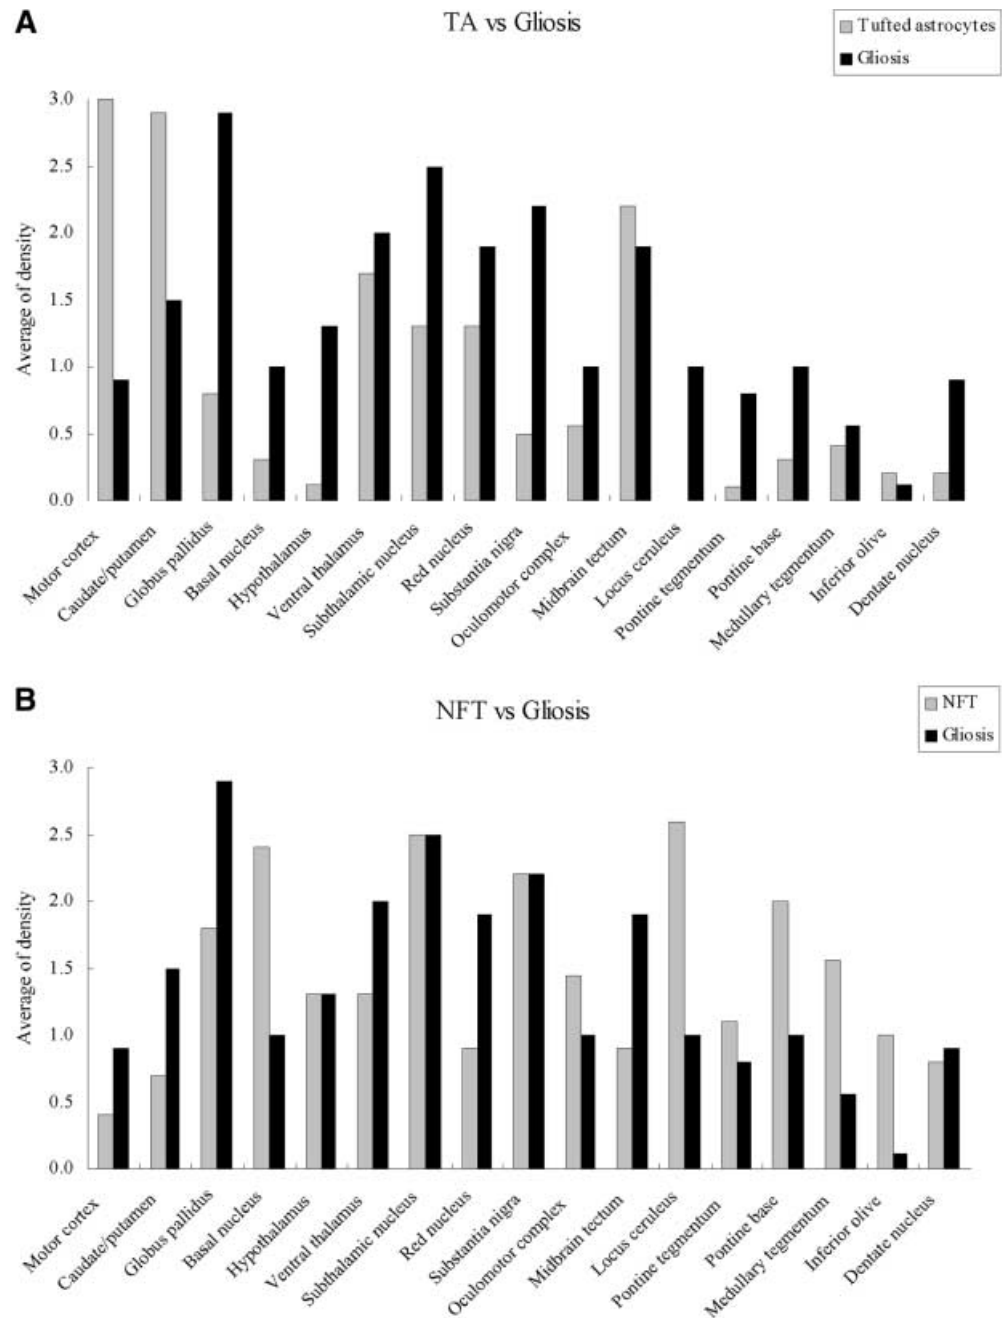 A
TA vs Gliosis
Tufted astrocytes
Gliosis
Average of density
3.0
2.5
2.0
1.5
1.0
0.5
0.0
Motor cortex
Caudate/putamen
Globus pallidus
Basal nucleus
Hypothalamus
Ventral thalamus
Subthalamic nucleus
Red nucleus
Substantia nigra
Oculomotor complex
Midbrain tectum
Locus ceruleus
Pontine tegmentum
Pontine base
Medullary tegmentum
Inferior olive
Dentate nucleus
B
NFT vs Gliosis
NFT
Gliosis
Average of density
3.0
2.5
2.0
1.5
1.0
0.5
0.0
Motor cortex
Caudate/putamen
Globus pallidus
Basal nucleus
Hypothalamus
Ventral thalamus
Subthalamic nucleus
Red nucleus
Substantia nigra
Oculomotor complex
Midbrain tectum
Locus ceruleus
Pontine tegmentum
Pontine base
Medullary tegmentum
Inferior olive
Dentate nucleus